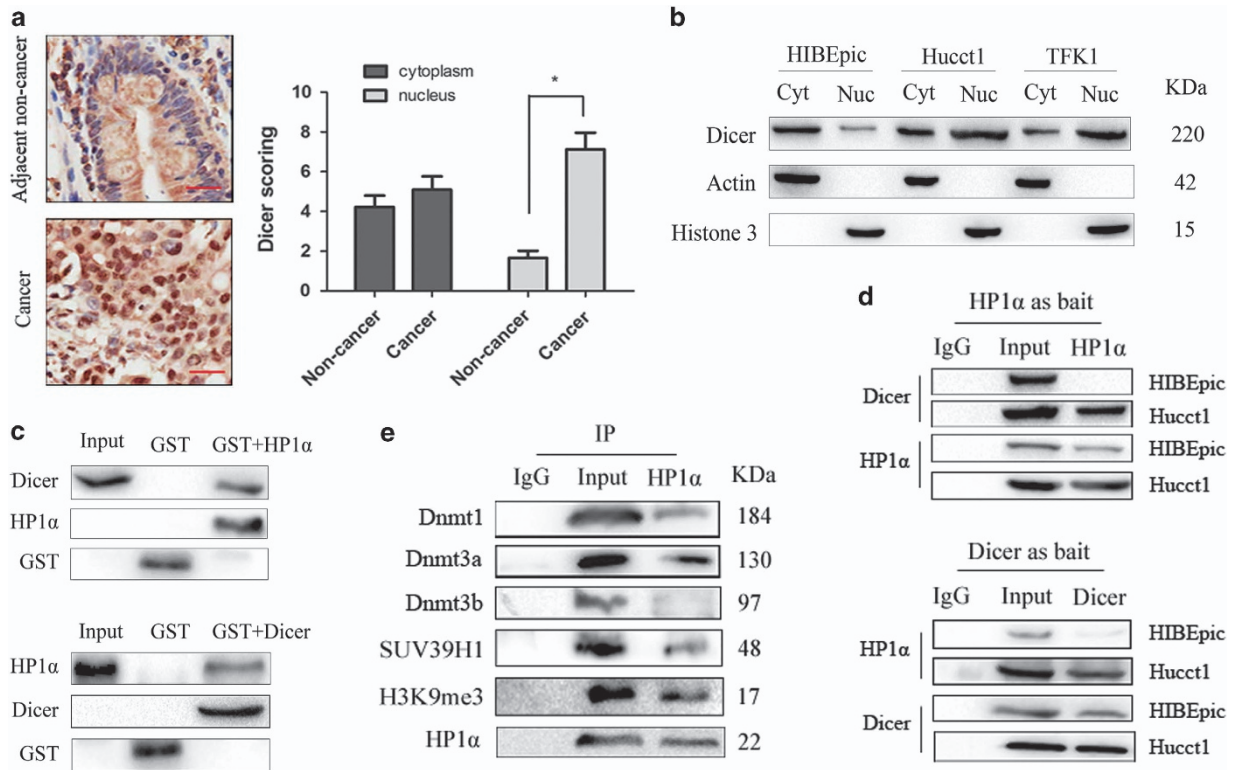 a
Adjacent non-cancer
Cancer
cytoplasm
nucleus
*
Dicer scoring
10
8
6
4
2
0
Non-cancer
Cancer
Non-cancer
Cancer
b
HIBEpic Hucct1 TFK1
Cyt Nuc Cyt Nuc Cyt Nuc KDa
Dicer 220
Actin 42
Histone 3 15
c
Input GST GST+HP1α
Dicer
HP1α
GST
Input GST GST+Dicer
HP1α
Dicer
GST
e
IP
IgG Input HP1α KDa
Dnmt1 184
Dnmt3a 130
Dnmt3b 97
SUV39H1 48
H3K9me3 17
HP1α 22
d
HP1α as bait
IgG Input HP1α
Dicer
HIBEpic
Hucct1
HP1α
HIBEpic
Hucct1
Dicer as bait
IgG Input Dicer
HP1α
HIBEpic
Hucct1
Dicer
HIBEpic
Hucct1